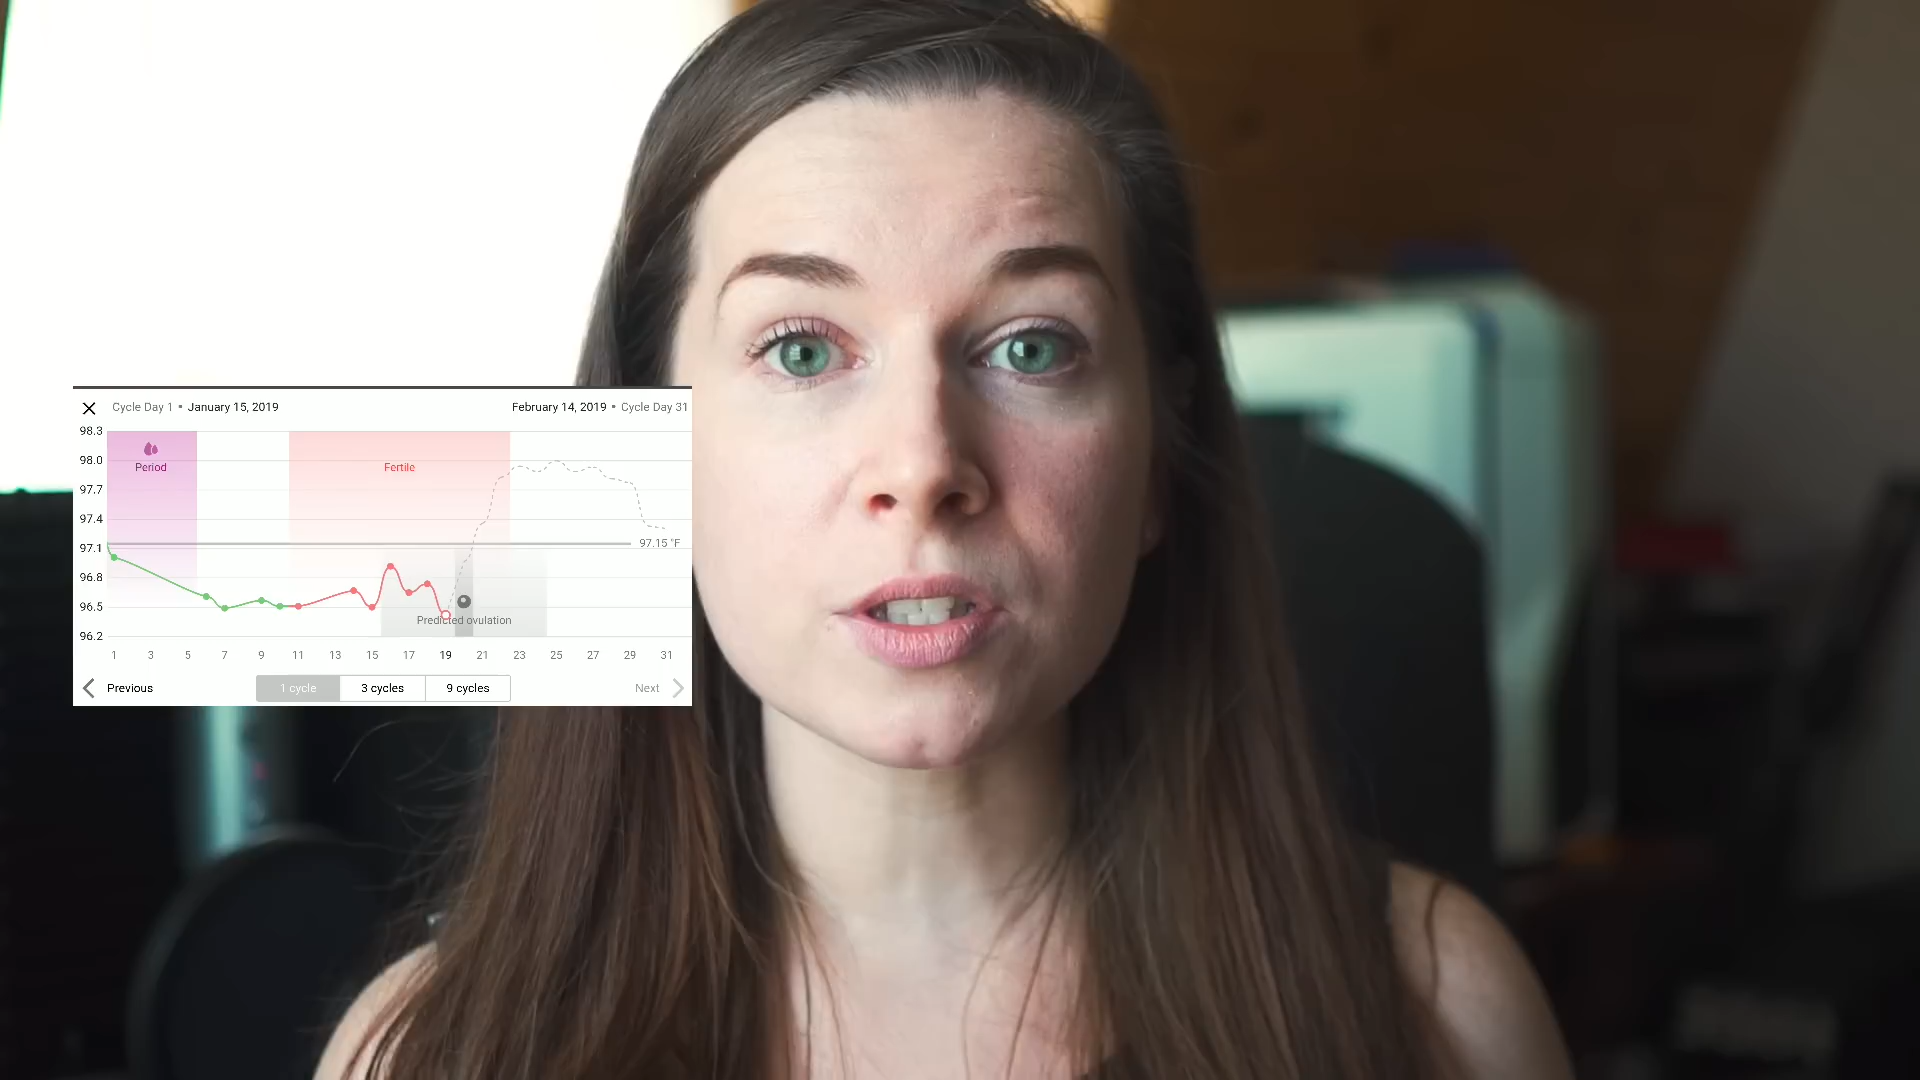 Cycle Day 1 • January 15, 2019 February 14, 2019 • Cycle Day 31
98.3
98.0
97.7
97.4
97.1
96.8
96.5
96.2
Period
Fertile
97.15 °F
Predicted ovulation
1 3 5 7 9 11 13 15 17 19 21 23 25 27 29 31
Previous 1 cycle 3 cycles 9 cycles Next